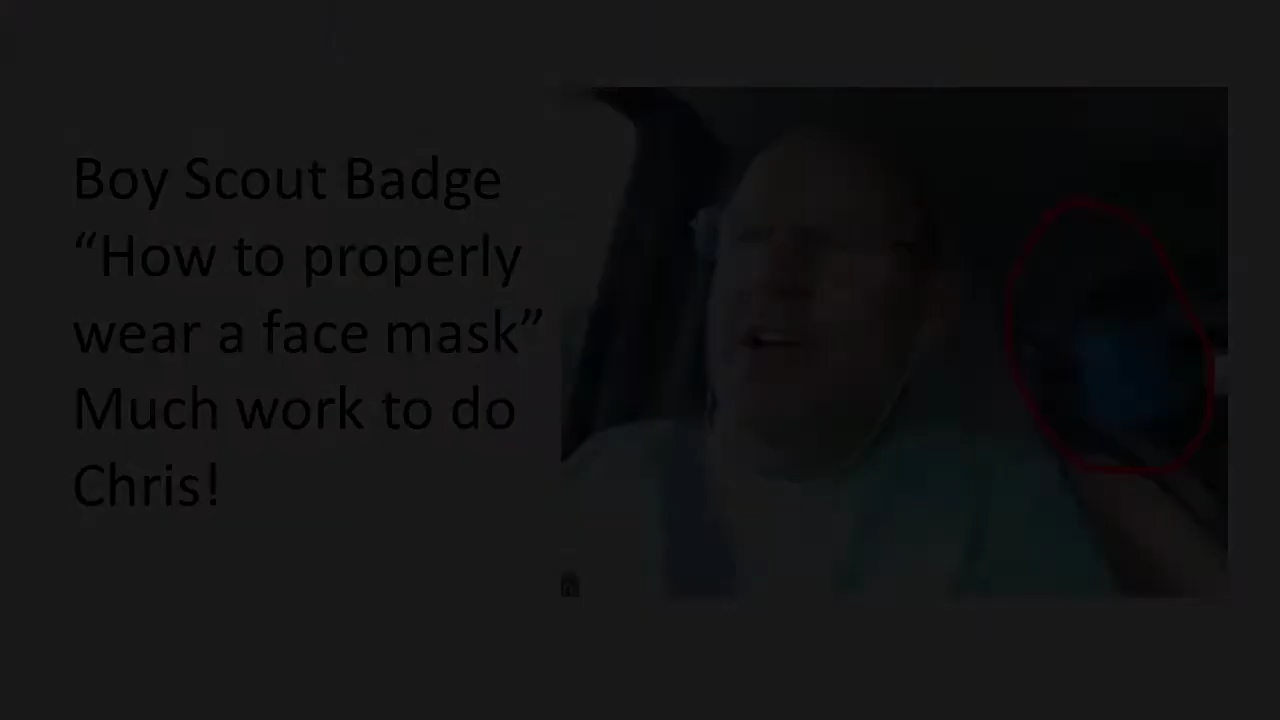 Boy Scout Badge
“How to properly
wear a face mask”
Much work to do
Chris!
n